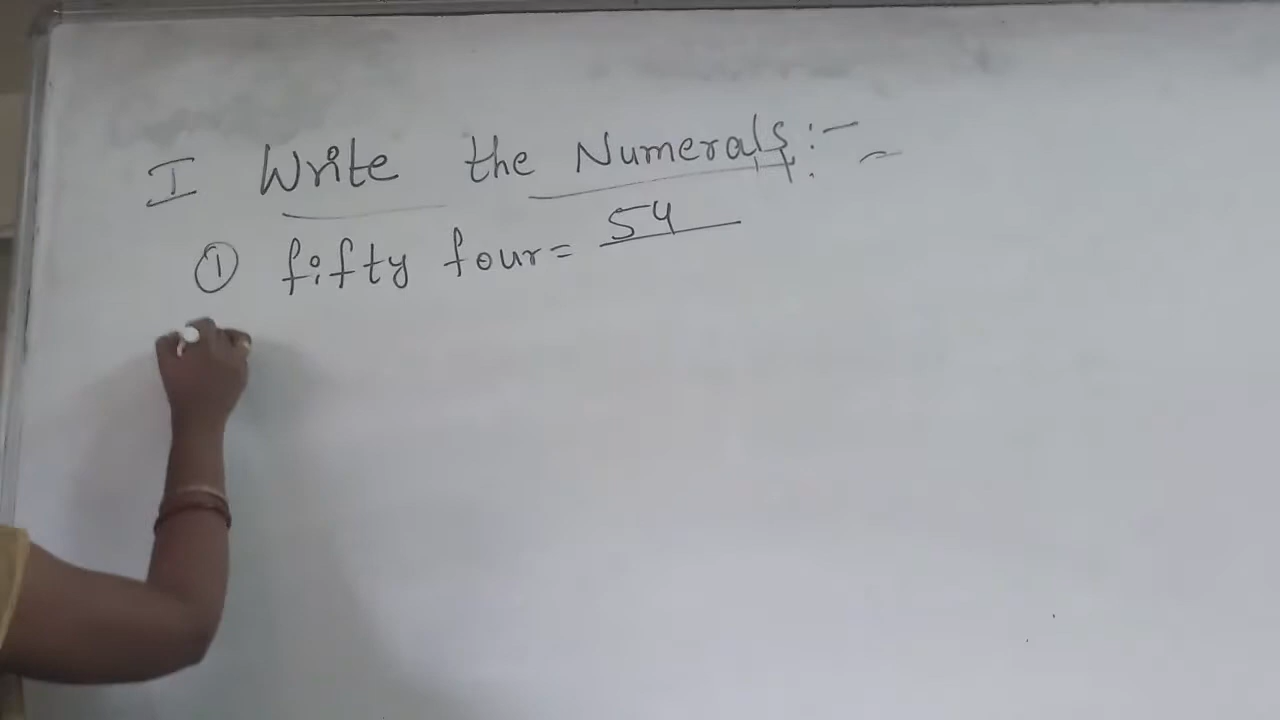 I Write the Numerals :-
① fifty four = 54